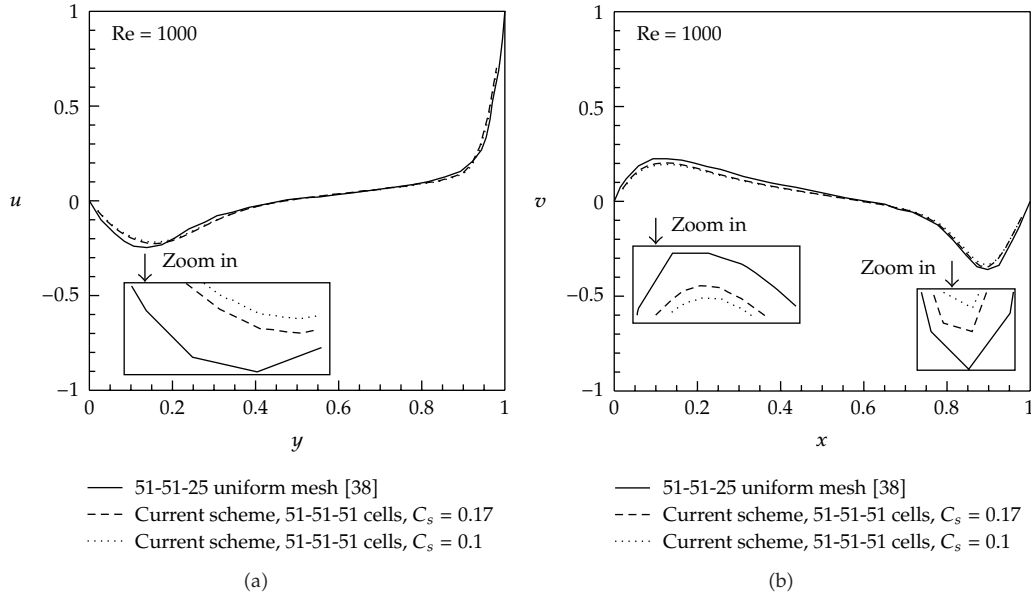 1
0.5
0
−0.5
−1
u
Re = 1000
Zoom in
0
0.2
0.4
0.6
0.8
1
y
51-51-25 uniform mesh [38]
Current scheme, 51-51-51 cells, Cs = 0.17
Current scheme, 51-51-51 cells, Cs = 0.1
(a)
1
0.5
0
−0.5
−1
v
Re = 1000
Zoom in
Zoom in
0
0.2
0.4
0.6
0.8
1
x
51-51-25 uniform mesh [38]
Current scheme, 51-51-51 cells, Cs = 0.17
Current scheme, 51-51-51 cells, Cs = 0.1
(b)